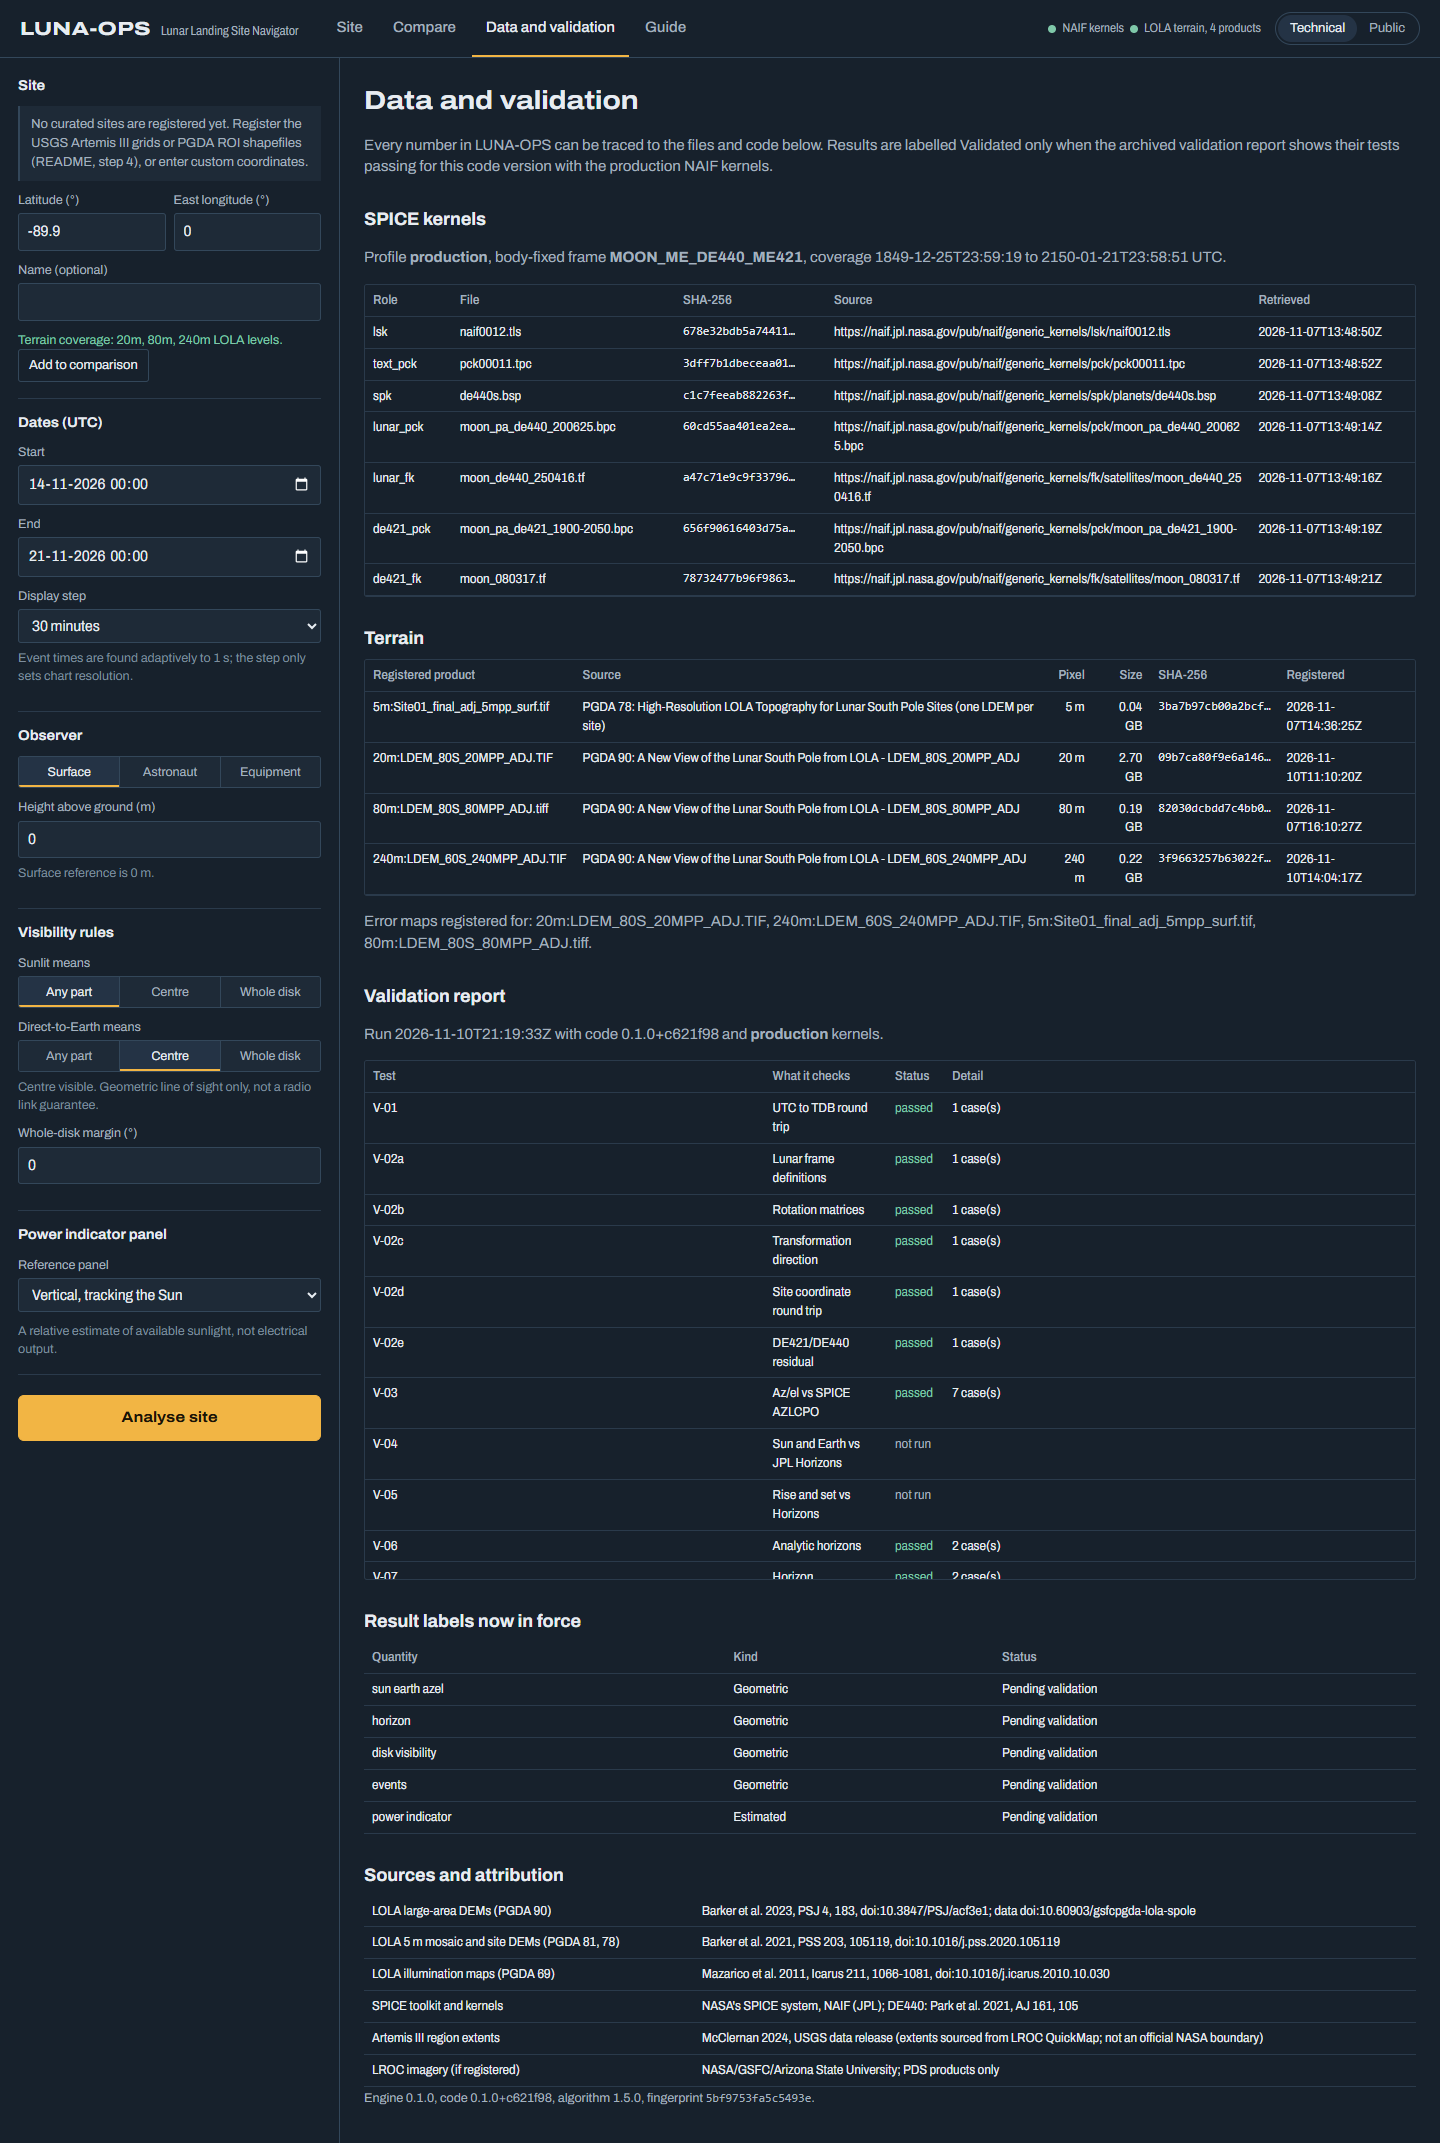 LUNA-OPS Lunar Landing Site Navigator Site Compare Data and validation Guide NAIF kernels LOLA terrain, 4 products Technical Public
Site
No curated sites are registered yet. Register the
USGS Artemis III grids or PGDA ROI shapefiles
(README, step 4), or enter custom coordinates.
Latitude (°) East longitude (°)
-89.9 0
Name (optional)
Terrain coverage: 20m, 80m, 240m LOLA levels.
Add to comparison
Dates (UTC)
Start
14-11-2026 00:00
End
21-11-2026 00:00
Display step
30 minutes
Event times are found adaptively to 1 s; the step only
sets chart resolution.
Observer
Surface Astronaut Equipment
Height above ground (m)
0
Surface reference is 0 m.
Visibility rules
Sunlit means
Any part Centre Whole disk
Direct-to-Earth means
Any part Centre Whole disk
Centre visible. Geometric line of sight only, not a radio
link guarantee.
Whole-disk margin (°)
0
Power indicator panel
Reference panel
Vertical, tracking the Sun
A relative estimate of available sunlight, not electrical
output.
Analyse site
Data and validation
Every number in LUNA-OPS can be traced to the files and code below. Results are labelled Validated only when the archived validation report shows their tests
passing for this code version with the production NAIF kernels.
SPICE kernels
Profile production, body-fixed frame MOON_ME_DE440_ME421, coverage 1849-12-25T23:59:19 to 2150-01-21T23:58:51 UTC.
Role File SHA-256 Source Retrieved
lsk naif0012.tls 678e32bdb5a74411… https://naif.jpl.nasa.gov/pub/naif/generic_kernels/lsk/naif0012.tls 2026-11-07T13:48:50Z
text_pck pck00011.tpc 3dff7b1dbeceaa01… https://naif.jpl.nasa.gov/pub/naif/generic_kernels/pck/pck00011.tpc 2026-11-07T13:48:52Z
spk de440s.bsp c1c7feeab882263f… https://naif.jpl.nasa.gov/pub/naif/generic_kernels/spk/planets/de440s.bsp 2026-11-07T13:49:08Z
lunar_pck moon_pa_de440_200625.bpc 60cd55aa401ea2ea… https://naif.jpl.nasa.gov/pub/naif/generic_kernels/pck/moon_pa_de440_20062 2026-11-07T13:49:14Z
5.bpc
lunar_fk moon_de440_250416.tf a47c71e9c9f33796… https://naif.jpl.nasa.gov/pub/naif/generic_kernels/fk/satellites/moon_de440_25 2026-11-07T13:49:16Z
0416.tf
de421_pck moon_pa_de421_1900-2050.bpc 656f90616403d75a… https://naif.jpl.nasa.gov/pub/naif/generic_kernels/pck/moon_pa_de421_1900- 2026-11-07T13:49:19Z
2050.bpc
de421_fk moon_080317.tf 78732477b96f9863… https://naif.jpl.nasa.gov/pub/naif/generic_kernels/fk/satellites/moon_080317.tf 2026-11-07T13:49:21Z
Terrain
Registered product Source Pixel Size SHA-256 Registered
5m:Site01_final_adj_5mpp_surf.tif PGDA 78: High-Resolution LOLA Topography for Lunar South Pole Sites (one LDEM per 5 m 0.04 3ba7b97cb00a2bcf… 2026-11-
site) GB 07T14:36:25Z
20m:LDEM_80S_20MPP_ADJ.TIF PGDA 90: A New View of the Lunar South Pole from LOLA - LDEM_80S_20MPP_ADJ 20 m 2.70 09b7ca80f9e6a146… 2026-11-
GB 10T11:10:20Z
80m:LDEM_80S_80MPP_ADJ.tiff PGDA 90: A New View of the Lunar South Pole from LOLA - LDEM_80S_80MPP_ADJ 80 m 0.19 82030dcbdd7c4bb0… 2026-11-
GB 07T16:10:27Z
240m:LDEM_60S_240MPP_ADJ.TIF PGDA 90: A New View of the Lunar South Pole from LOLA - LDEM_60S_240MPP_ADJ 240 0.22 3f9663257b63022f… 2026-11-
m GB 10T14:04:17Z
Error maps registered for: 20m:LDEM_80S_20MPP_ADJ.TIF, 240m:LDEM_60S_240MPP_ADJ.TIF, 5m:Site01_final_adj_5mpp_surf.tif,
80m:LDEM_80S_80MPP_ADJ.tiff.
Validation report
Run 2026-11-10T21:19:33Z with code 0.1.0+c621f98 and production kernels.
Test What it checks Status Detail
V-01 UTC to TDB round passed 1 case(s)
trip
V-02a Lunar frame passed 1 case(s)
definitions
V-02b Rotation matrices passed 1 case(s)
V-02c Transformation passed 1 case(s)
direction
V-02d Site coordinate passed 1 case(s)
round trip
V-02e DE421/DE440 passed 1 case(s)
residual
V-03 Az/el vs SPICE passed 7 case(s)
AZLCPO
V-04 Sun and Earth vs not run
JPL Horizons
V-05 Rise and set vs not run
Horizons
V-06 Analytic horizons passed 2 case(s)
V-07 Horizon passed 2 case(s)
Result labels now in force
Quantity Kind Status
sun earth azel Geometric Pending validation
horizon Geometric Pending validation
disk visibility Geometric Pending validation
events Geometric Pending validation
power indicator Estimated Pending validation
Sources and attribution
LOLA large-area DEMs (PGDA 90) Barker et al. 2023, PSJ 4, 183, doi:10.3847/PSJ/acf3e1; data doi:10.60903/gsfcpgda-lola-spole
LOLA 5 m mosaic and site DEMs (PGDA 81, 78) Barker et al. 2021, PSS 203, 105119, doi:10.1016/j.pss.2020.105119
LOLA illumination maps (PGDA 69) Mazarico et al. 2011, Icarus 211, 1066-1081, doi:10.1016/j.icarus.2010.10.030
SPICE toolkit and kernels NASA's SPICE system, NAIF (JPL); DE440: Park et al. 2021, AJ 161, 105
Artemis III region extents McClernan 2024, USGS data release (extents sourced from LROC QuickMap; not an official NASA boundary)
LROC imagery (if registered) NASA/GSFC/Arizona State University; PDS products only
Engine 0.1.0, code 0.1.0+c621f98, algorithm 1.5.0, fingerprint 5bf9753fa5c5493e.